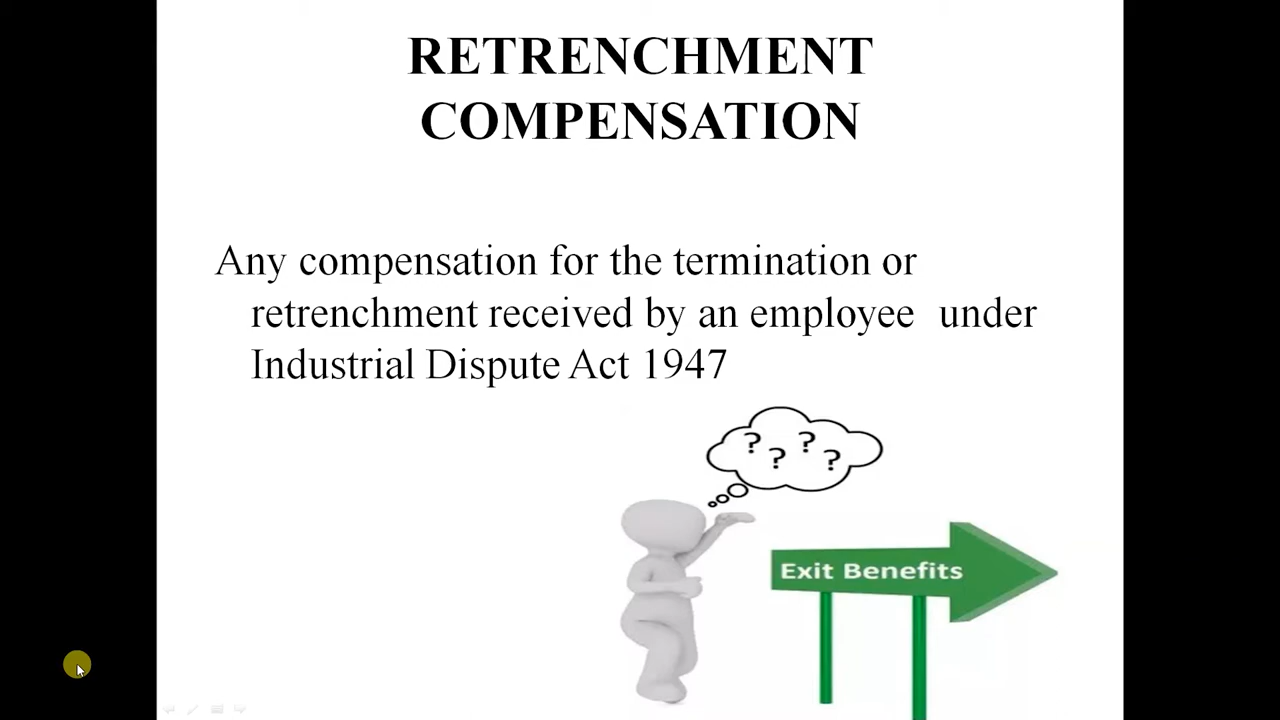 RETRENCHMENT
COMPENSATION
Any compensation for the termination or
retrenchment received by an employee  under
Industrial Dispute Act 1947
? ? ? ?
Exit Benefits